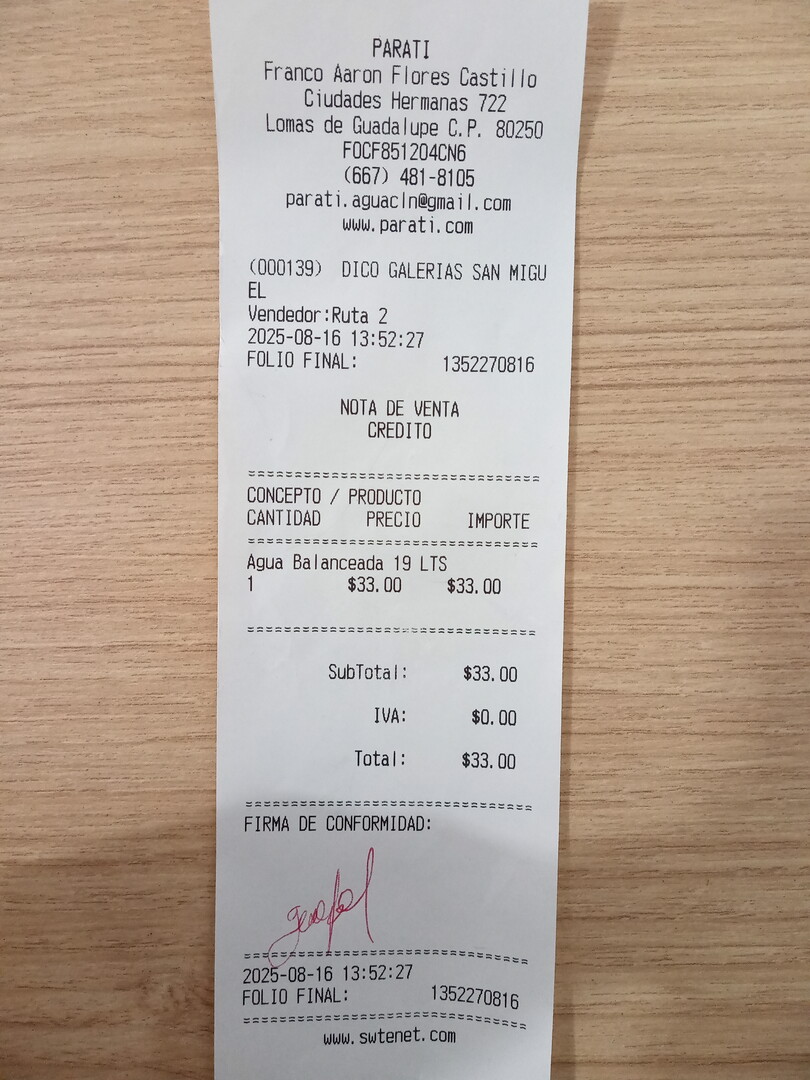 PARATI
Franco Aaron Flores Castillo
Ciudades Hermanas 722
Lomas de Guadalupe C.P. 80250
FOCF851204CN6
(667) 481-8105
parati.aguacln@gmail.com
www.parati.com
(000139) DICO GALERIAS SAN MIGU
EL
Vendedor:Ruta 2
2025-08-16 13:52:27
FOLIO FINAL: 1352270816
NOTA DE VENTA
CREDITO
================================
CONCEPTO / PRODUCTO
CANTIDAD PRECIO IMPORTE
================================
Agua Balanceada 19 LTS
1 $33.00 $33.00
================================
SubTotal: $33.00
IVA: $0.00
Total: $33.00
================================
FIRMA DE CONFORMIDAD:
================================
2025-08-16 13:52:27
FOLIO FINAL: 1352270816
================================
www.swtenet.com